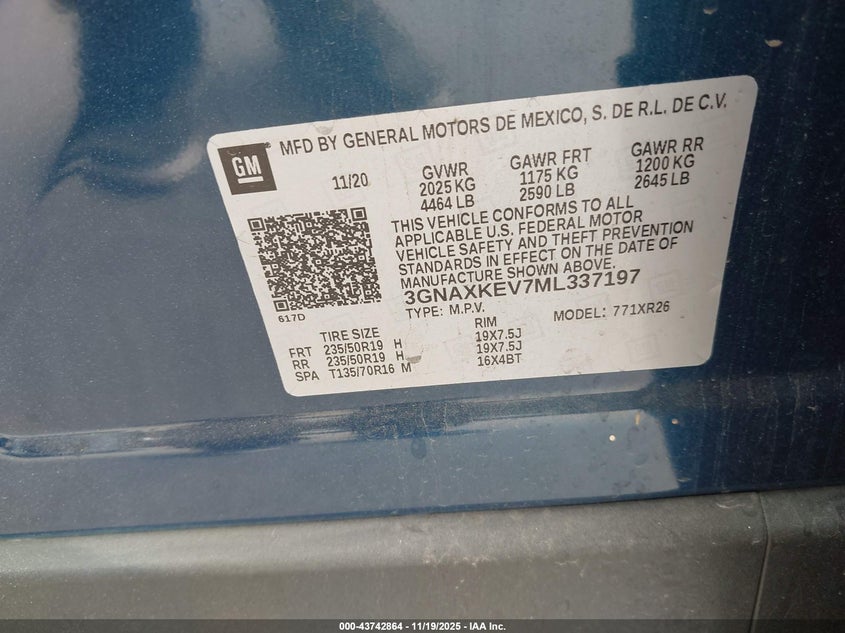 MFD BY GENERAL MOTORS DE MEXICO, S. DE R.L. DE C.V.
GM
11/20 GVWR GAWR FRT GAWR RR
2025 KG 1175 KG 1200 KG
4464 LB 2590 LB 2645 LB
THIS VEHICLE CONFORMS TO ALL
APPLICABLE U.S. FEDERAL MOTOR
VEHICLE SAFETY AND THEFT PREVENTION
STANDARDS IN EFFECT ON THE DATE OF
MANUFACTURE SHOWN ABOVE.
3GNAXKEV7ML337197
617D
TYPE: M.P.V. MODEL: 771XR26
TIRE SIZE RIM
FRT 235/50R19 H 19X7.5J
RR 235/50R19 H 19X7.5J
SPA T135/70R16 M 16X4BT
000-43742864 - 11/19/2025 - IAA Inc.